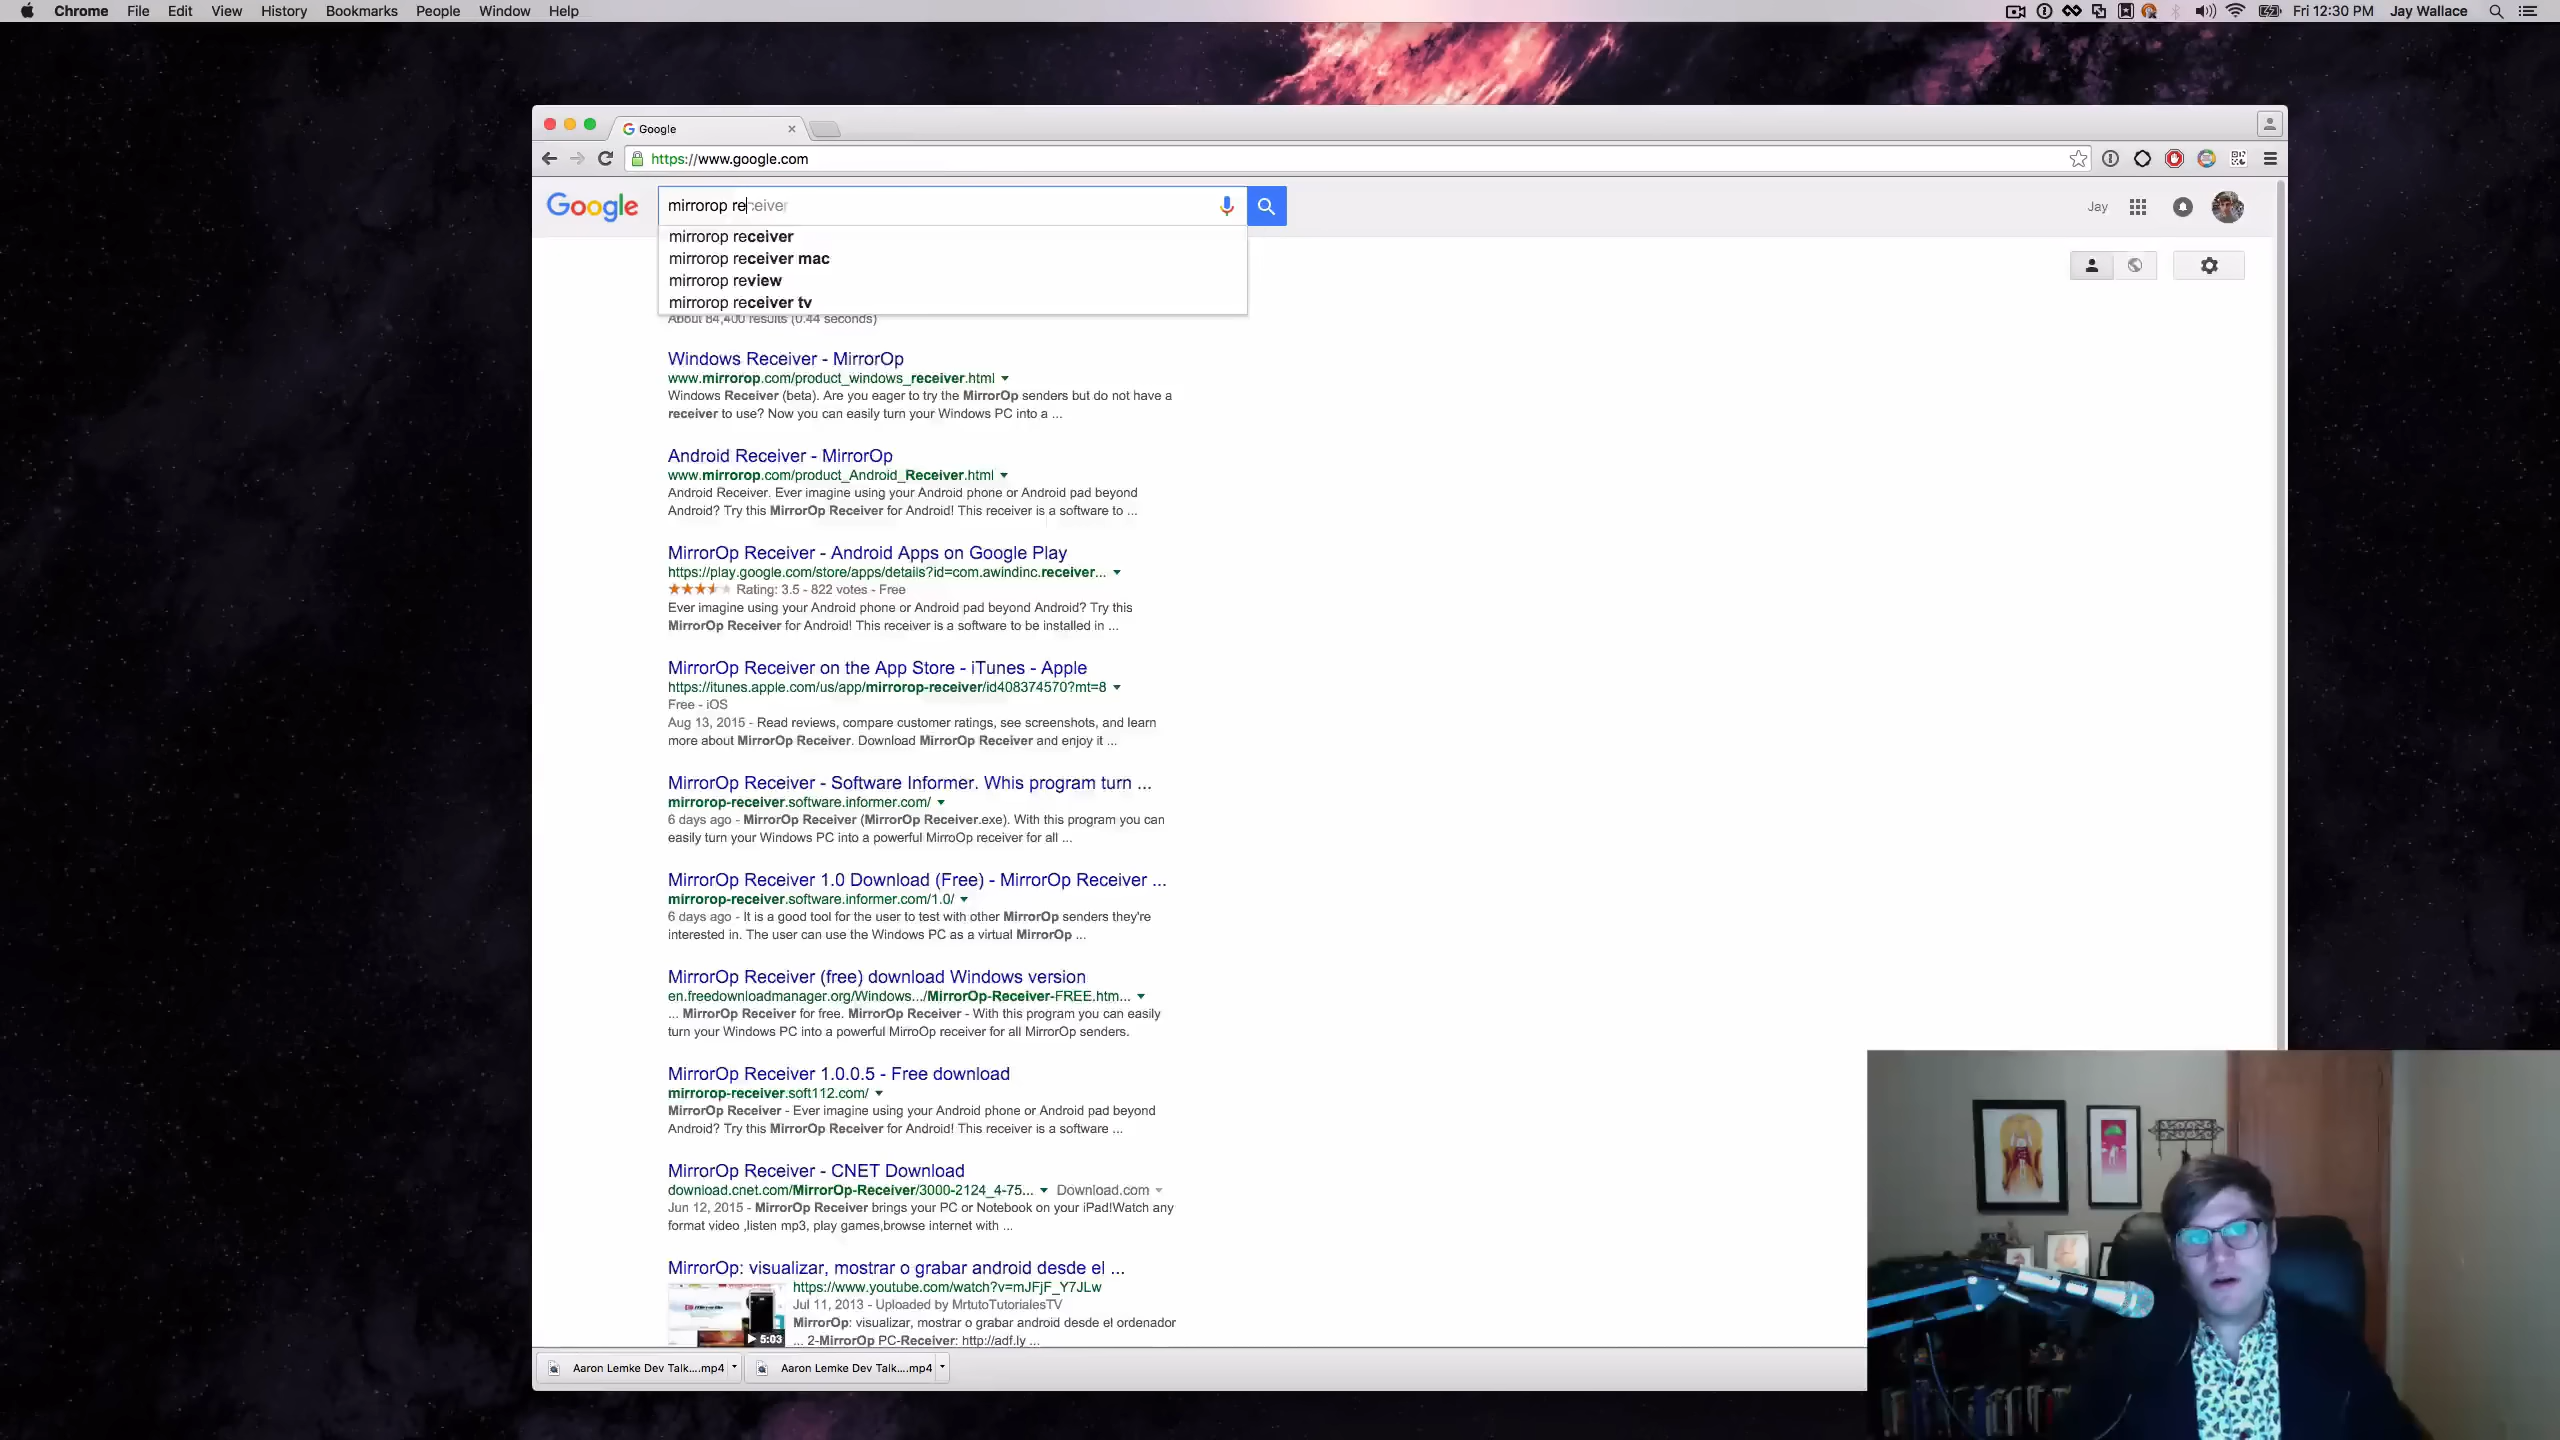 Chrome File Edit View History Bookmarks People Window Help Fri 12:30 PM Jay Wallace
Google
https://www.google.com
Google mirrorop receiver Jay
mirrorop receiver
mirrorop receiver mac
mirrorop review
mirrorop receiver tv
About 84,400 results (0.44 seconds)
Windows Receiver - MirrorOp
www.mirrorop.com/product_windows_receiver.html
Windows Receiver (beta). Are you eager to try the MirrorOp senders but do not have a
receiver to use? Now you can easily turn your Windows PC into a ...
Android Receiver - MirrorOp
www.mirrorop.com/product_Android_Receiver.html
Android Receiver. Ever imagine using your Android phone or Android pad beyond
Android? Try this MirrorOp Receiver for Android! This receiver is a software to ...
MirrorOp Receiver - Android Apps on Google Play
https://play.google.com/store/apps/details?id=com.awindinc.receiver...
Rating: 3.5 - 822 votes - Free
Ever imagine using your Android phone or Android pad beyond Android? Try this
MirrorOp Receiver for Android! This receiver is a software to be installed in ...
MirrorOp Receiver on the App Store - iTunes - Apple
https://itunes.apple.com/us/app/mirrorop-receiver/id408374570?mt=8
Free - iOS
Aug 13, 2015 - Read reviews, compare customer ratings, see screenshots, and learn
more about MirrorOp Receiver. Download MirrorOp Receiver and enjoy it ...
MirrorOp Receiver - Software Informer. Whis program turn ...
mirrorop-receiver.software.informer.com/
6 days ago - MirrorOp Receiver (MirrorOp Receiver.exe). With this program you can
easily turn your Windows PC into a powerful MirroOp receiver for all ...
MirrorOp Receiver 1.0 Download (Free) - MirrorOp Receiver ...
mirrorop-receiver.software.informer.com/1.0/
6 days ago - It is a good tool for the user to test with other MirrorOp senders they're
interested in. The user can use the Windows PC as a virtual MirrorOp ...
MirrorOp Receiver (free) download Windows version
en.freedownloadmanager.org/Windows.../MirrorOp-Receiver-FREE.htm...
... MirrorOp Receiver for free. MirrorOp Receiver - With this program you can easily
turn your Windows PC into a powerful MirroOp receiver for all MirrorOp senders.
MirrorOp Receiver 1.0.0.5 - Free download
mirrorop-receiver.soft112.com/
MirrorOp Receiver - Ever imagine using your Android phone or Android pad beyond
Android? Try this MirrorOp Receiver for Android! This receiver is a software ...
MirrorOp Receiver - CNET Download
download.cnet.com/MirrorOp-Receiver/3000-2124_4-75... Download.com
Jun 12, 2015 - MirrorOp Receiver brings your PC or Notebook on your iPad!Watch any
format video ,listen mp3, play games,browse internet with ...
MirrorOp: visualizar, mostrar o grabar android desde el ...
https://www.youtube.com/watch?v=mJFjF_Y7JLw
Jul 11, 2013 - Uploaded by MrtutoTutorialesTV
MirrorOp: visualizar, mostrar o grabar android desde el ordenador
5:03 ... 2-MirrorOp PC-Receiver: http://adf.ly ...
Aaron Lemke Dev Talk....mp4 Aaron Lemke Dev Talk....mp4